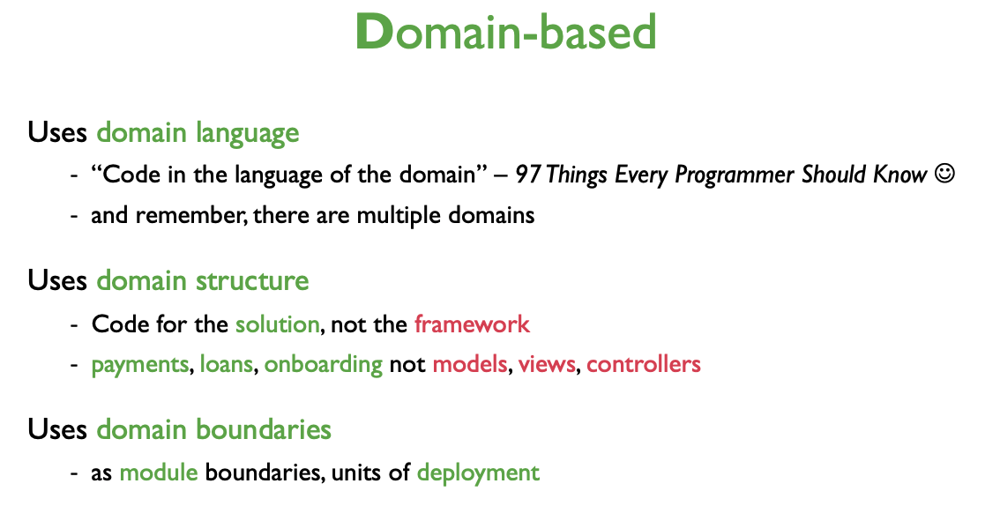 Domain-based
Uses domain language
- “Code in the language of the domain” – 97 Things Every Programmer Should Know ☺
- and remember, there are multiple domains
Uses domain structure
- Code for the solution, not the framework
- payments, loans, onboarding not models, views, controllers
Uses domain boundaries
- as module boundaries, units of deployment